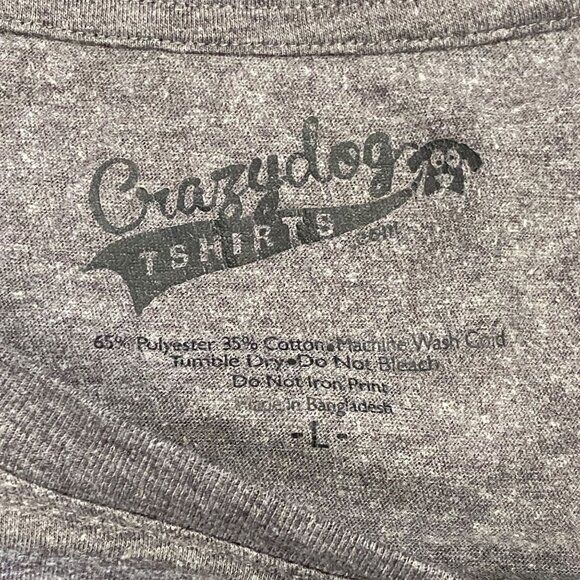 Crazydog
TSHIRTS
.com
65% Polyester 35% Cotton•Machine Wash Cold
Tumble Dry•Do Not Bleach
Do Not Iron Print
Made in Bangladesh
- L -